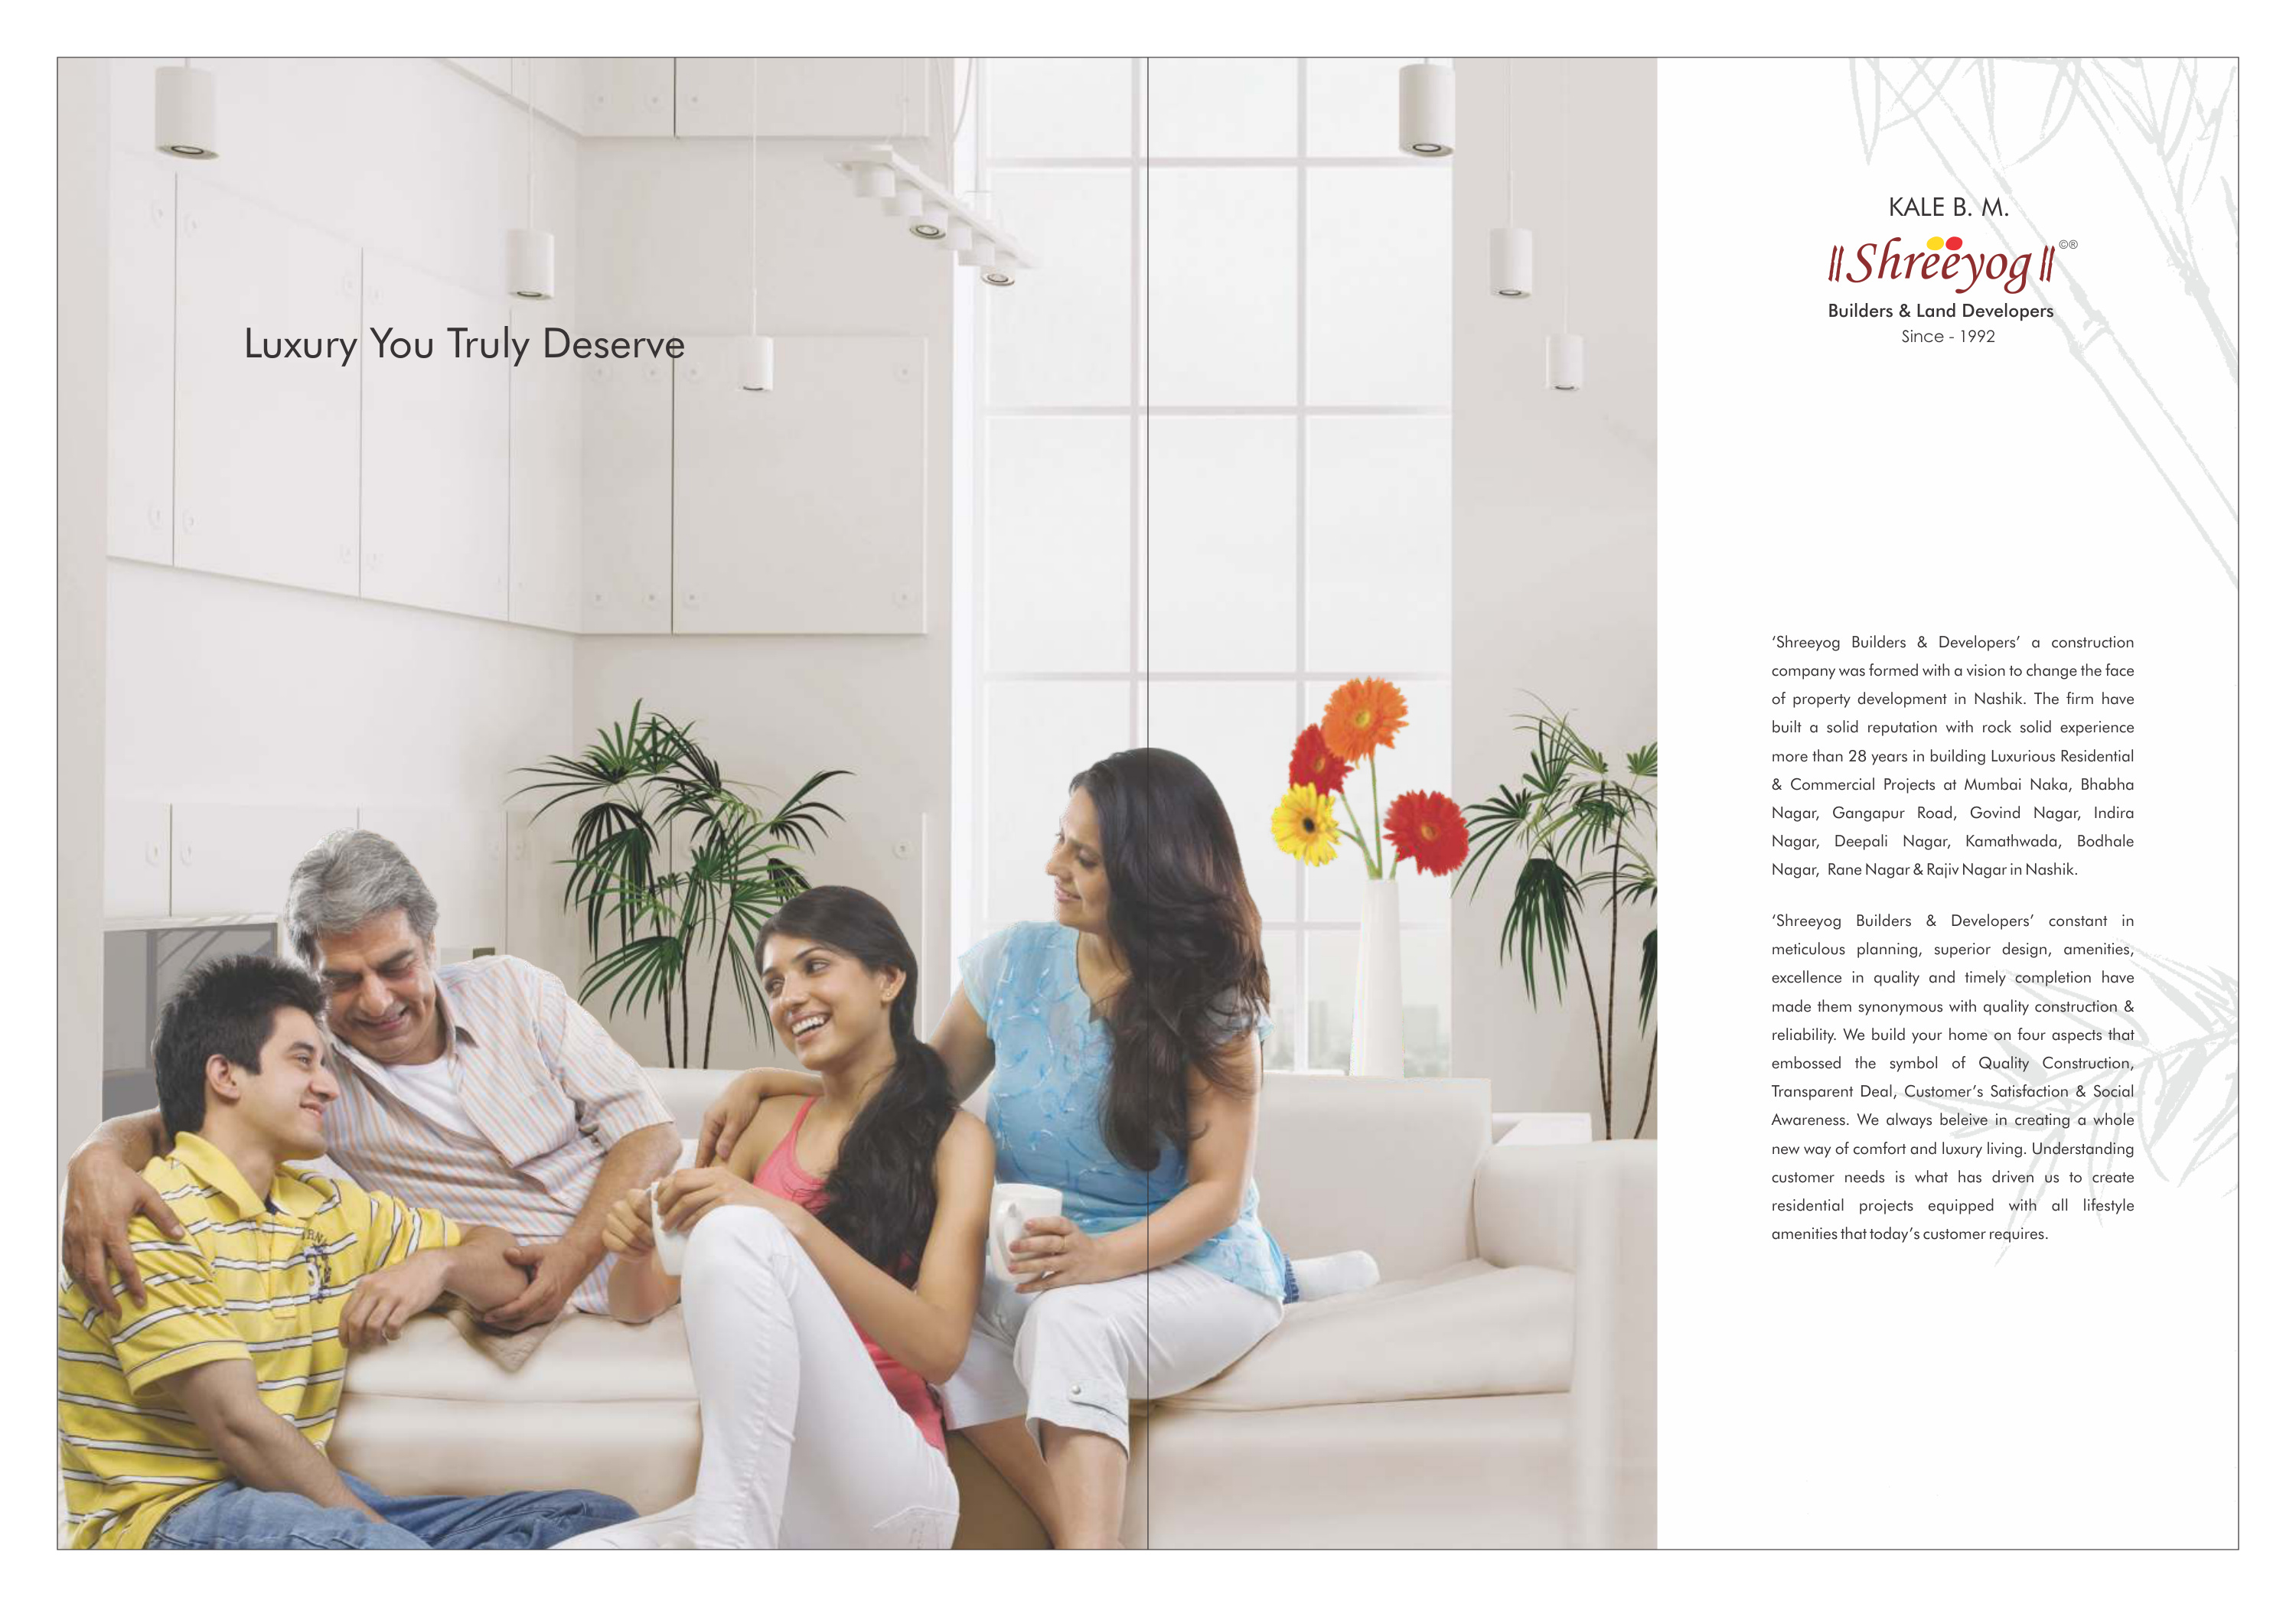 Luxury You Truly Deserve
KALE B. M.
॥Shreeyog॥ ©®
Builders & Land Developers
Since - 1992
‘Shreeyog Builders & Developers’ a construction
company was formed with a vision to change the face
of property development in Nashik. The firm have
built a solid reputation with rock solid experience
more than 28 years in building Luxurious Residential
& Commercial Projects at Mumbai Naka, Bhabha
Nagar, Gangapur Road, Govind Nagar, Indira
Nagar, Deepali Nagar, Kamathwada, Bodhale
Nagar, Rane Nagar & Rajiv Nagar in Nashik.
‘Shreeyog Builders & Developers’ constant in
meticulous planning, superior design, amenities,
excellence in quality and timely completion have
made them synonymous with quality construction &
reliability. We build your home on four aspects that
embossed the symbol of Quality Construction,
Transparent Deal, Customer’s Satisfaction & Social
Awareness. We always beleive in creating a whole
new way of comfort and luxury living. Understanding
customer needs is what has driven us to create
residential projects equipped with all lifestyle
amenities that today’s customer requires.